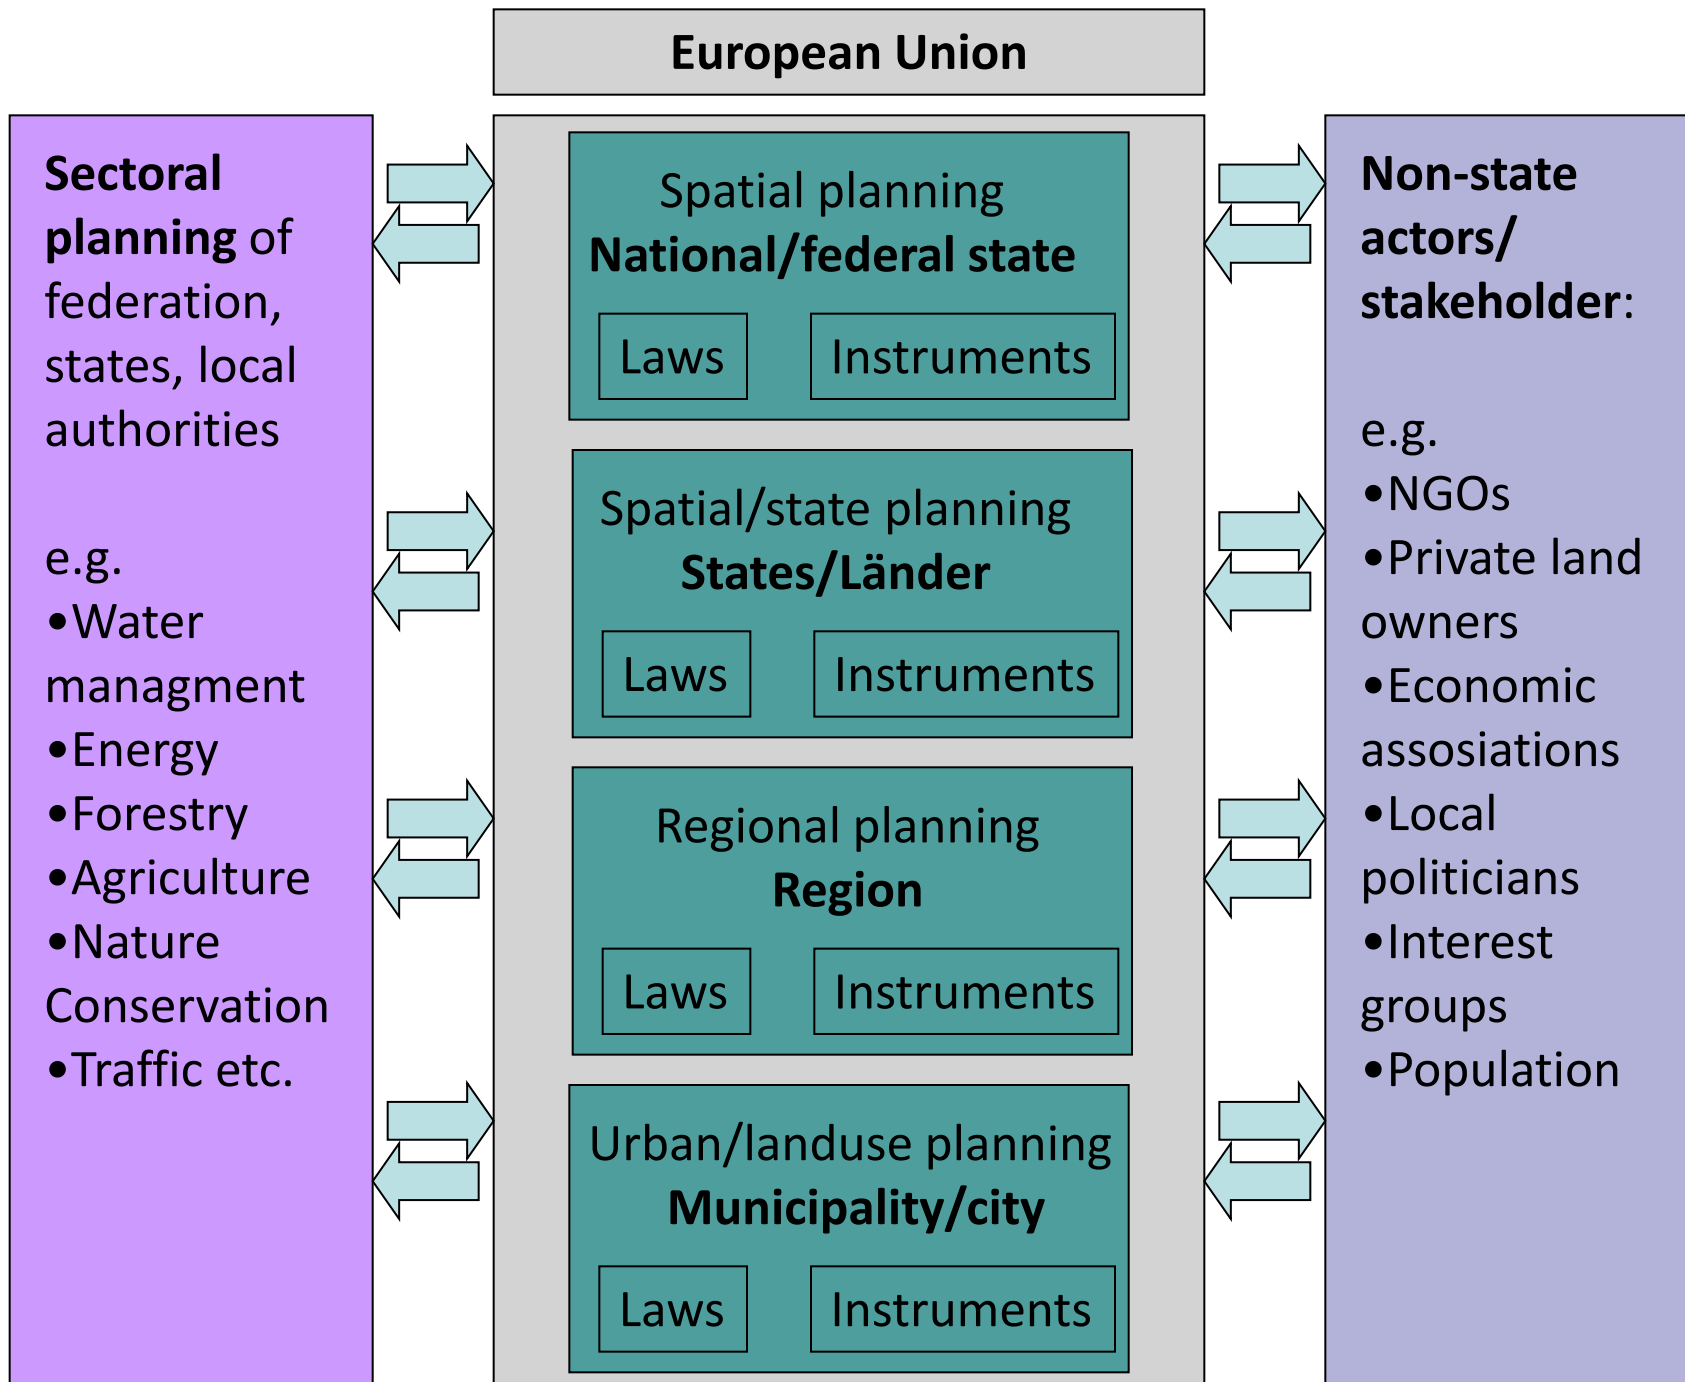 European Union
Sectoral
planning of
federation,
states, local
authorities
e.g.
•Water
managment
•Energy
•Forestry
•Agriculture
•Nature
Conservation
•Traffic etc.
Spatial planning
National/federal state
Laws
Instruments
Spatial/state planning
States/Länder
Laws
Instruments
Regional planning
Region
Laws
Instruments
Urban/landuse planning
Municipality/city
Laws
Instruments
Non-state
actors/
stakeholder:
e.g.
•NGOs
•Private land
owners
•Economic
assosiations
•Local
politicians
•Interest
groups
•Population